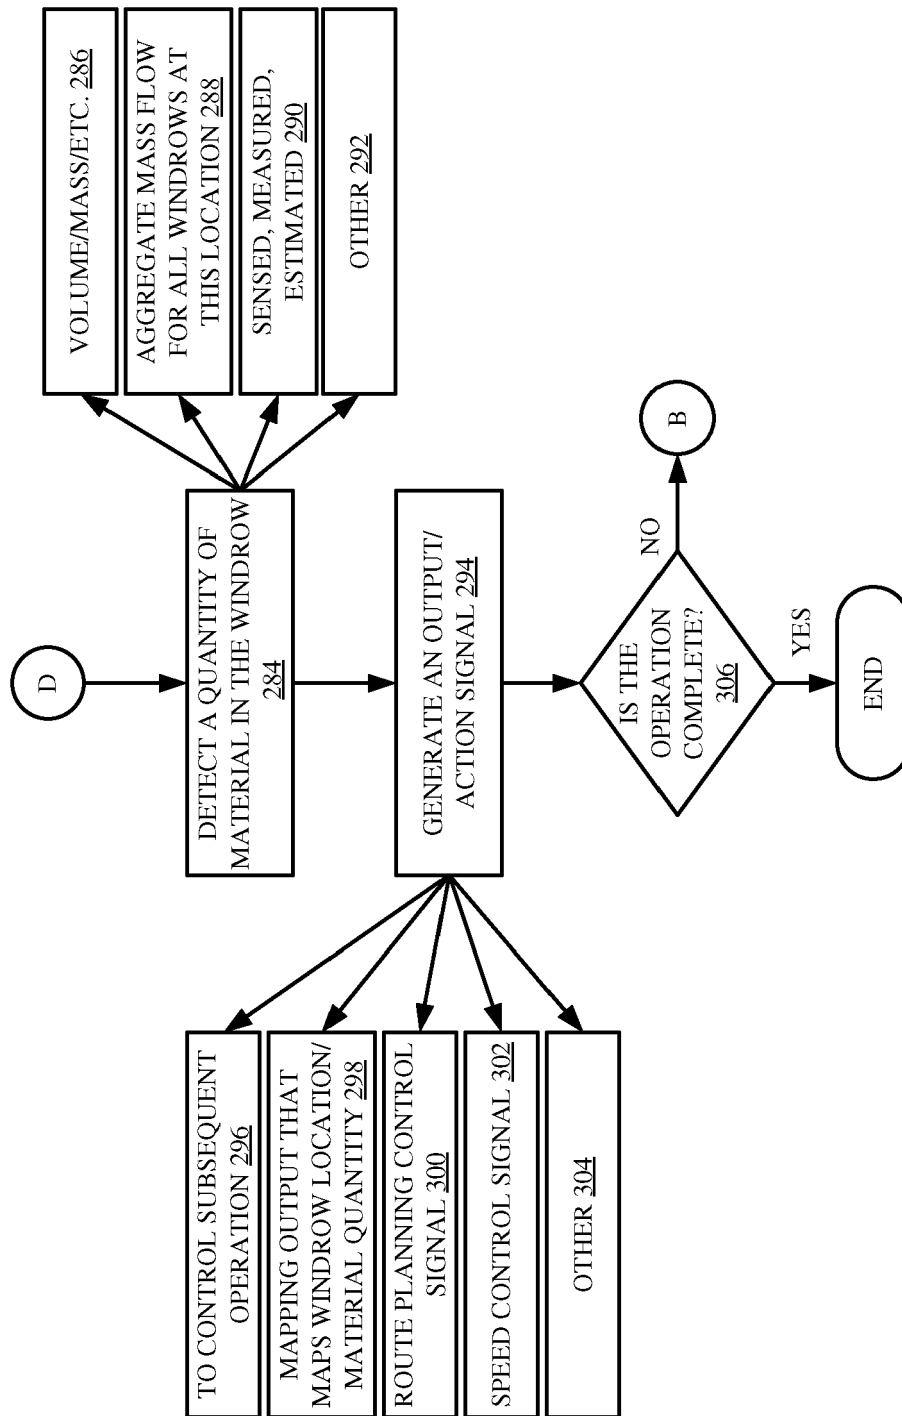 D
DETECT A QUANTITY OF
MATERIAL IN THE WINDROW
284
VOLUME/MASS/ETC. 286
AGGREGATE MASS FLOW
FOR ALL WINDROWS AT
THIS LOCATION 288
SENSED, MEASURED,
ESTIMATED 290
OTHER 292
GENERATE AN OUTPUT/
ACTION SIGNAL 294
TO CONTROL SUBSEQUENT
OPERATION 296
MAPPING OUTPUT THAT
MAPS WINDROW LOCATION/
MATERIAL QUANTITY 298
ROUTE PLANNING CONTROL
SIGNAL 300
SPEED CONTROL SIGNAL 302
OTHER 304
IS THE
OPERATION
COMPLETE?
306
NO
B
YES
END